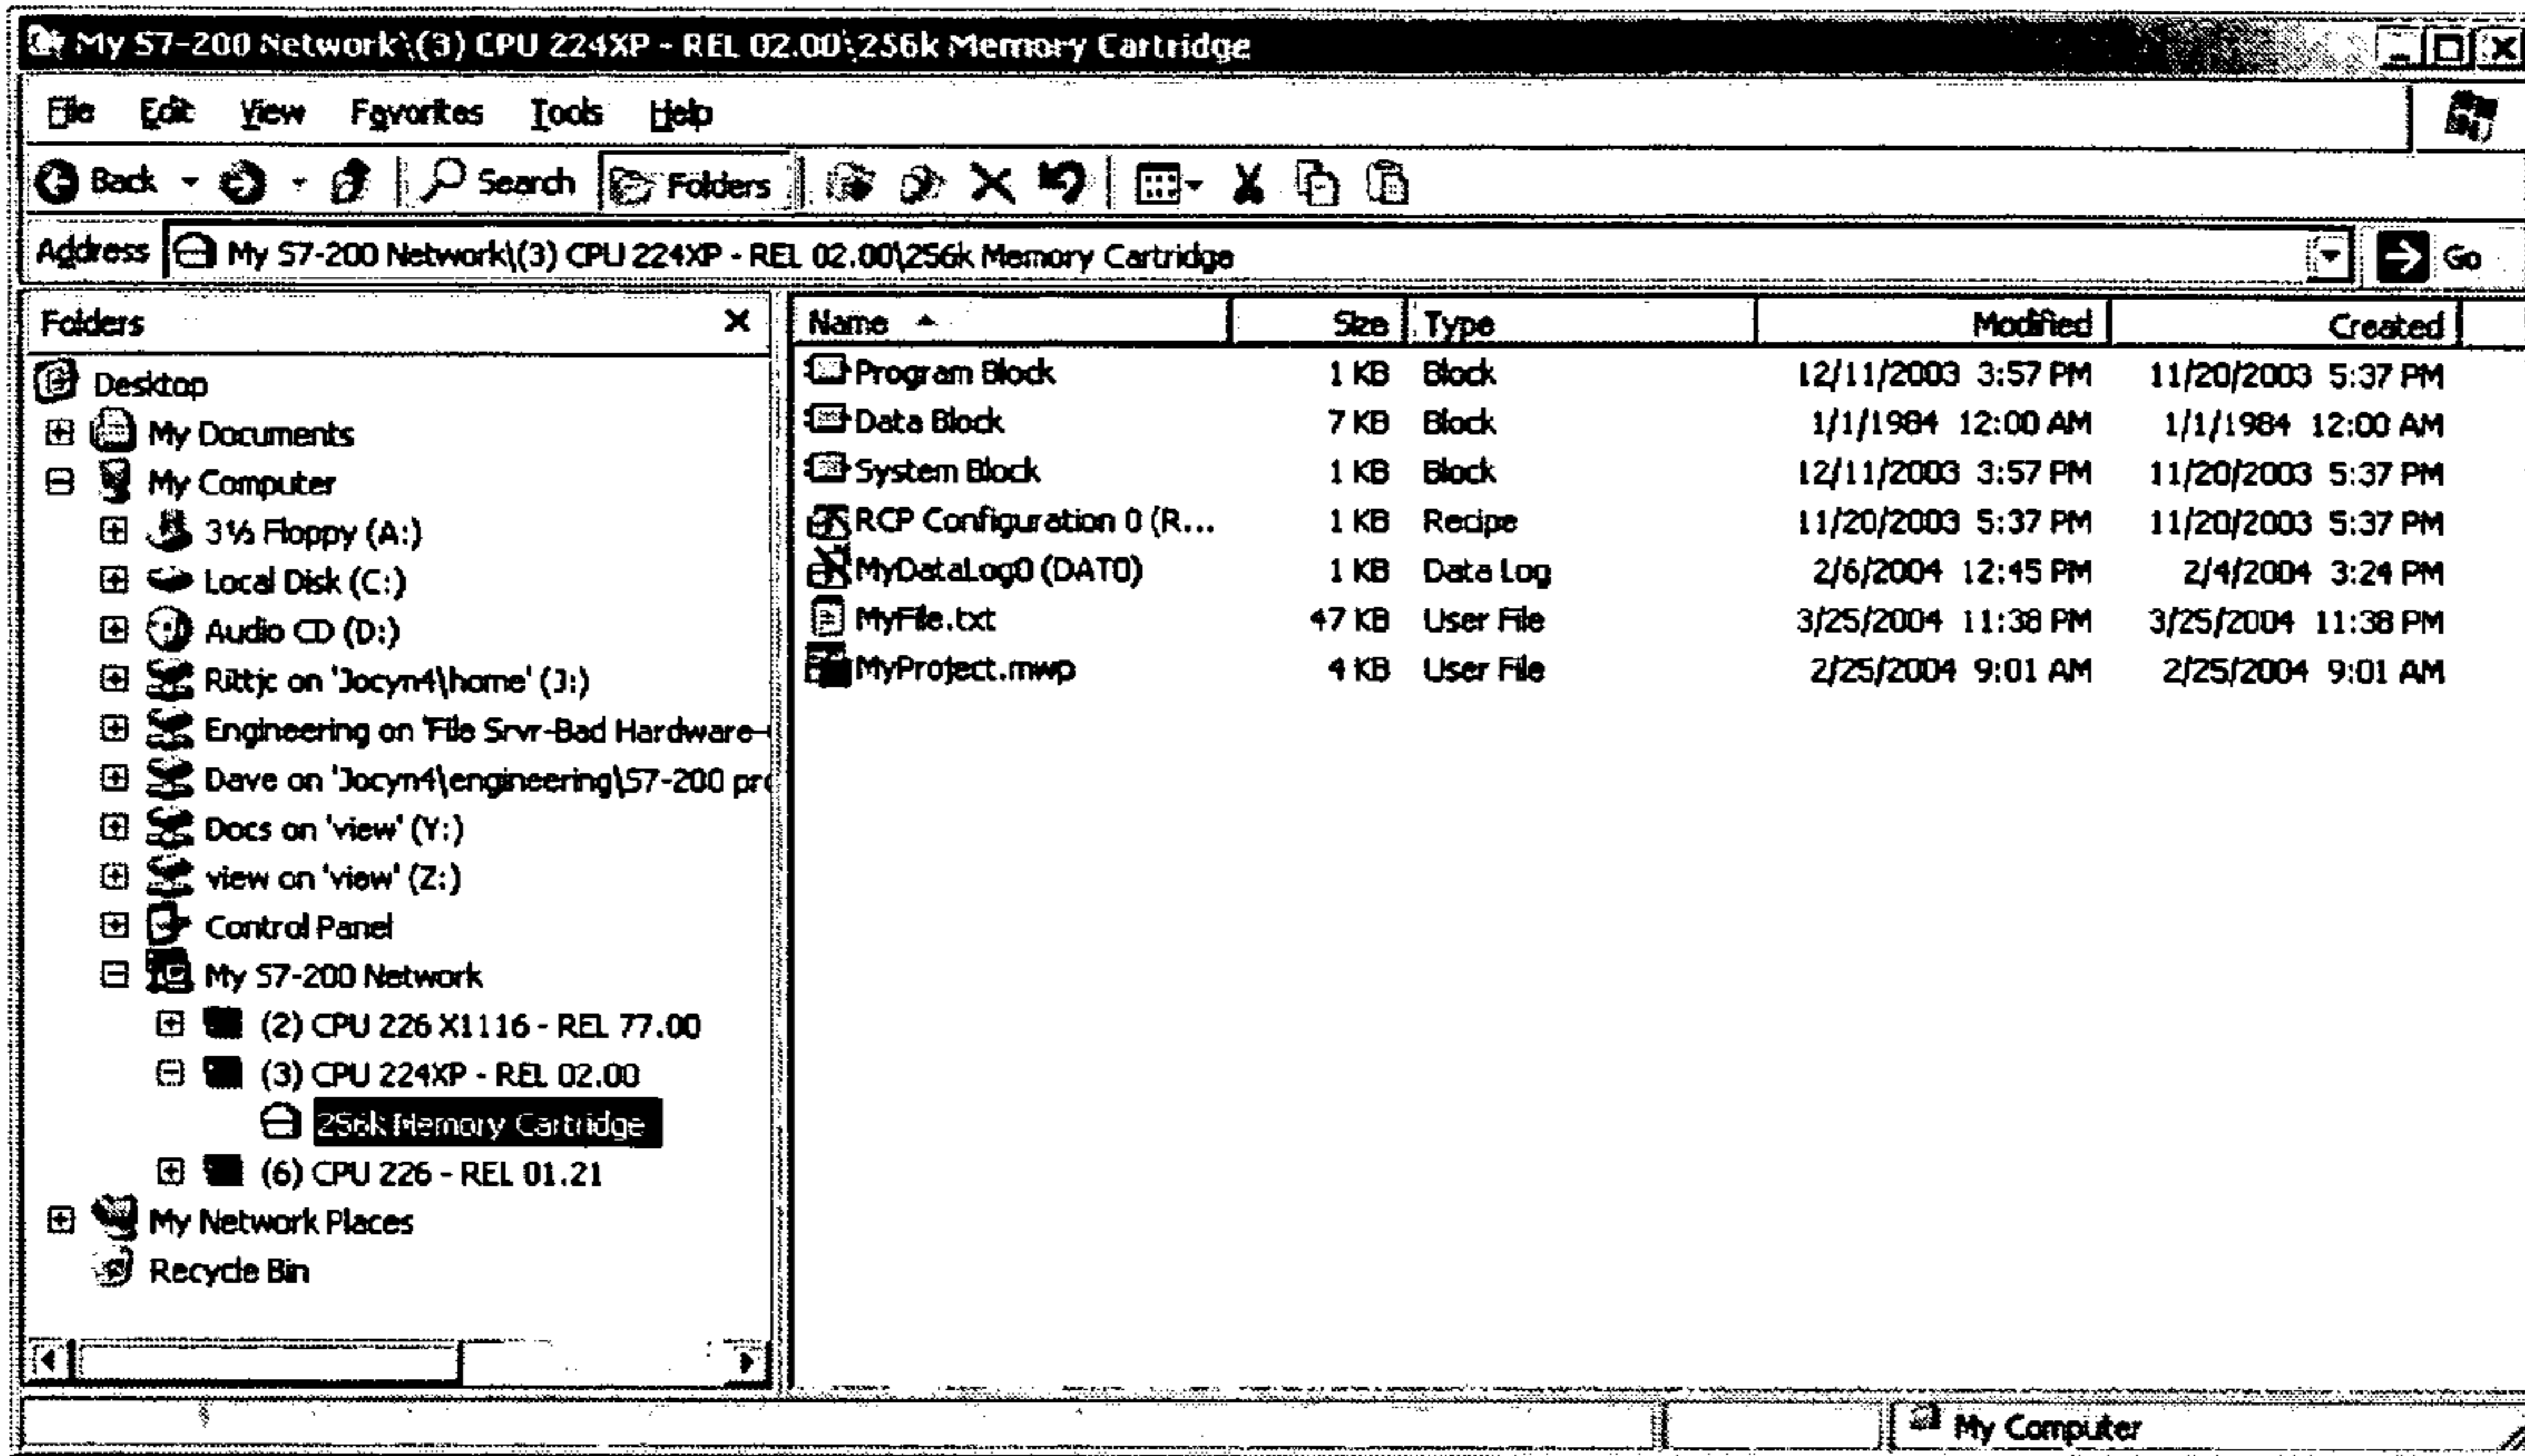 My S7-200 Network\(3) CPU 224XP - REL 02.00\256k Memory Cartridge
File Edit View Favorites Tools Help
Back Search Folders
Address My S7-200 Network\(3) CPU 224XP - REL 02.00\256k Memory Cartridge Go
Folders
Desktop
My Documents
My Computer
3½ Floppy (A:)
Local Disk (C:)
Audio CD (D:)
Rittjc on 'Jocyn4\home' (J:)
Engineering on 'File Srvr-Bad Hardware-
Dave on 'Jocyn4\engineering\S7-200 pro
Docs on 'view' (Y:)
view on 'view' (Z:)
Control Panel
My S7-200 Network
(2) CPU 226 X1116 - REL 77.00
(3) CPU 224XP - REL 02.00
256k Memory Cartridge
(6) CPU 226 - REL 01.21
My Network Places
Recycle Bin
Name Size Type Modified Created
Program Block 1 KB Block 12/11/2003 3:57 PM 11/20/2003 5:37 PM
Data Block 7 KB Block 1/1/1984 12:00 AM 1/1/1984 12:00 AM
System Block 1 KB Block 12/11/2003 3:57 PM 11/20/2003 5:37 PM
RCP Configuration 0 (R... 1 KB Recipe 11/20/2003 5:37 PM 11/20/2003 5:37 PM
MyDataLog0 (DAT0) 1 KB Data Log 2/6/2004 12:45 PM 2/4/2004 3:24 PM
MyFile.txt 47 KB User File 3/25/2004 11:38 PM 3/25/2004 11:38 PM
MyProject.mwp 4 KB User File 2/25/2004 9:01 AM 2/25/2004 9:01 AM
My Computer